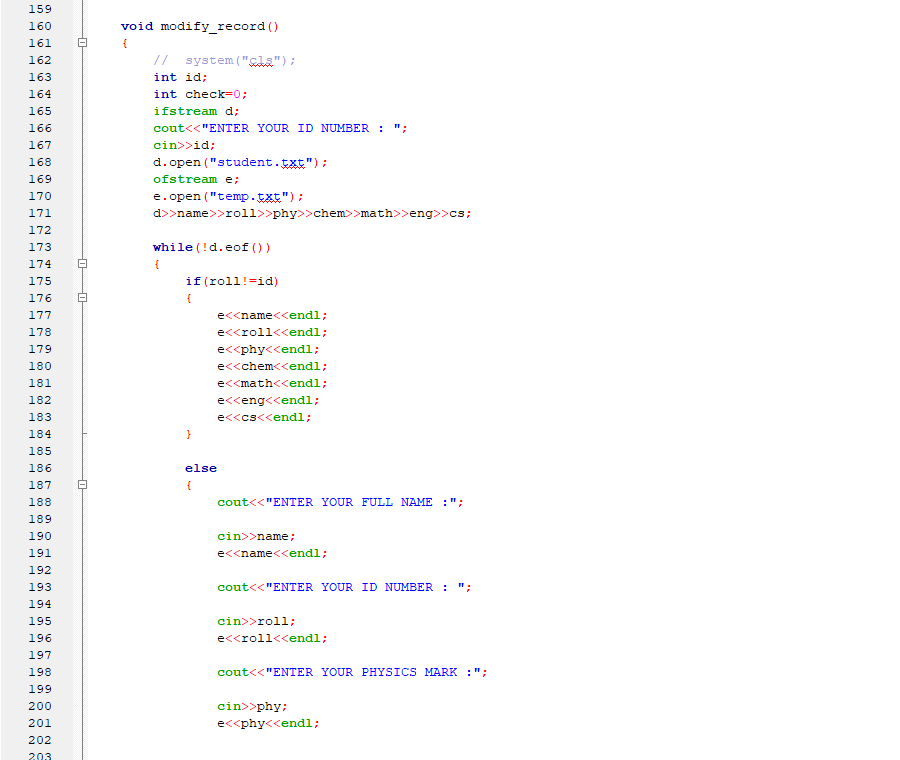 159
160 void modify_record()
161 {
162 // system("cls");
163 int id;
164 int check=0;
165 ifstream d;
166 cout<<"ENTER YOUR ID NUMBER : ";
167 cin>>id;
168 d.open("student.txt");
169 ofstream e;
170 e.open("temp.txt");
171 d>>name>>roll>>phy>>chem>>math>>eng>>cs;
172
173 while(!d.eof())
174 {
175 if(roll!=id)
176 {
177 e<<name<<endl;
178 e<<roll<<endl;
179 e<<phy<<endl;
180 e<<chem<<endl;
181 e<<math<<endl;
182 e<<eng<<endl;
183 e<<cs<<endl;
184 }
185
186 else
187 {
188 cout<<"ENTER YOUR FULL NAME :";
189
190 cin>>name;
191 e<<name<<endl;
192
193 cout<<"ENTER YOUR ID NUMBER : ";
194
195 cin>>roll;
196 e<<roll<<endl;
197
198 cout<<"ENTER YOUR PHYSICS MARK :";
199
200 cin>>phy;
201 e<<phy<<endl;
202
203